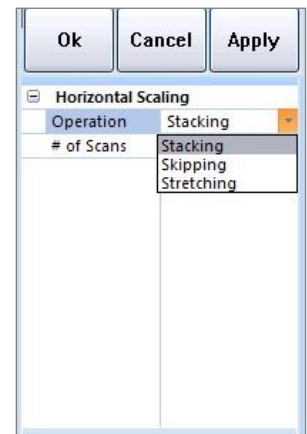 Ok Cancel Apply
Horizontal Scaling
Operation Stacking
# of Scans Stacking
Skipping
Stretching